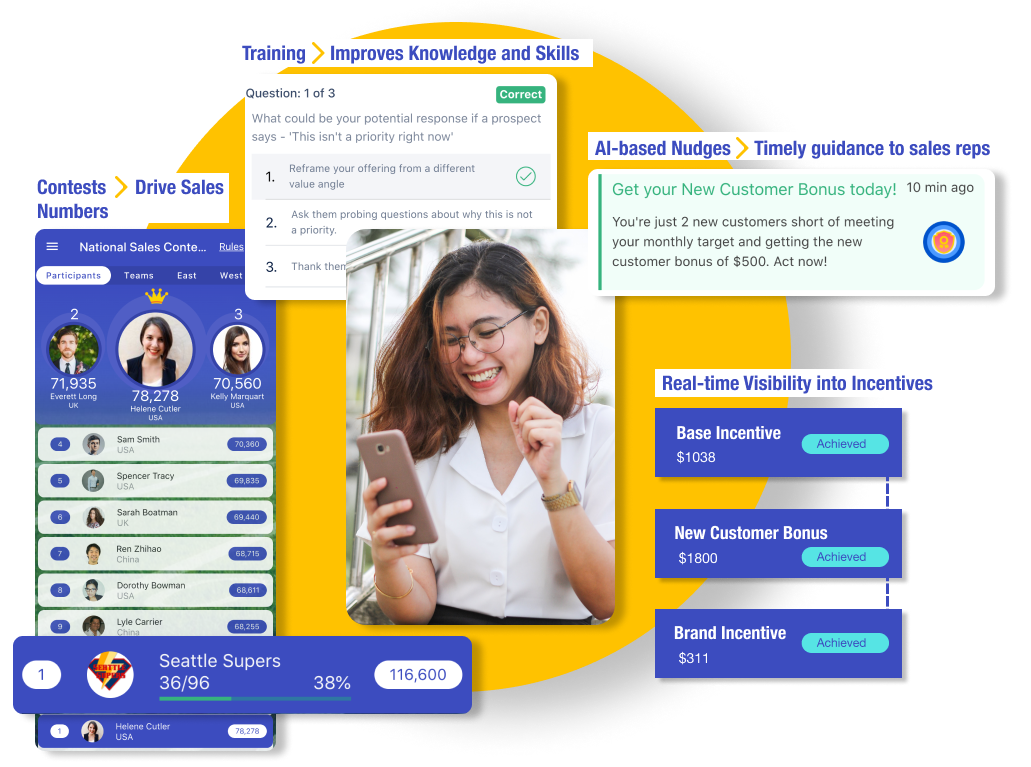 Training > Improves Knowledge and Skills
Question: 1 of 3
Correct
What could be your potential response if a prospect
says - 'This isn't a priority right now'
1.
Reframe your offering from a different
value angle
2.
Ask them probing questions about why this is not
a priority.
3.
Thank them
AI-based Nudges > Timely guidance to sales reps
Get your New Customer Bonus today!
10 min ago
You're just 2 new customers short of meeting
your monthly target and getting the new
customer bonus of $500. Act now!
Contests > Drive Sales
Numbers
National Sales Conte...
Rules
Participants
Teams
East
West
2
71,935
Everett Long
UK
78,278
Helene Cutler
USA
3
70,560
Kelly Marquart
USA
4
Sam Smith
USA
70,360
5
Spencer Tracy
USA
69,835
6
Sarah Boatman
UK
69,440
7
Ren Zhihao
China
68,715
8
Dorothy Bowman
USA
68,611
9
Lyle Carrier
China
68,255
1
SEATTLE
SUPERS
Seattle Supers
36/96
38%
116,600
1
Helene Cutler
USA
78,278
Real-time Visibility into Incentives
Base Incentive
$1038
Achieved
New Customer Bonus
$1800
Achieved
Brand Incentive
$311
Achieved